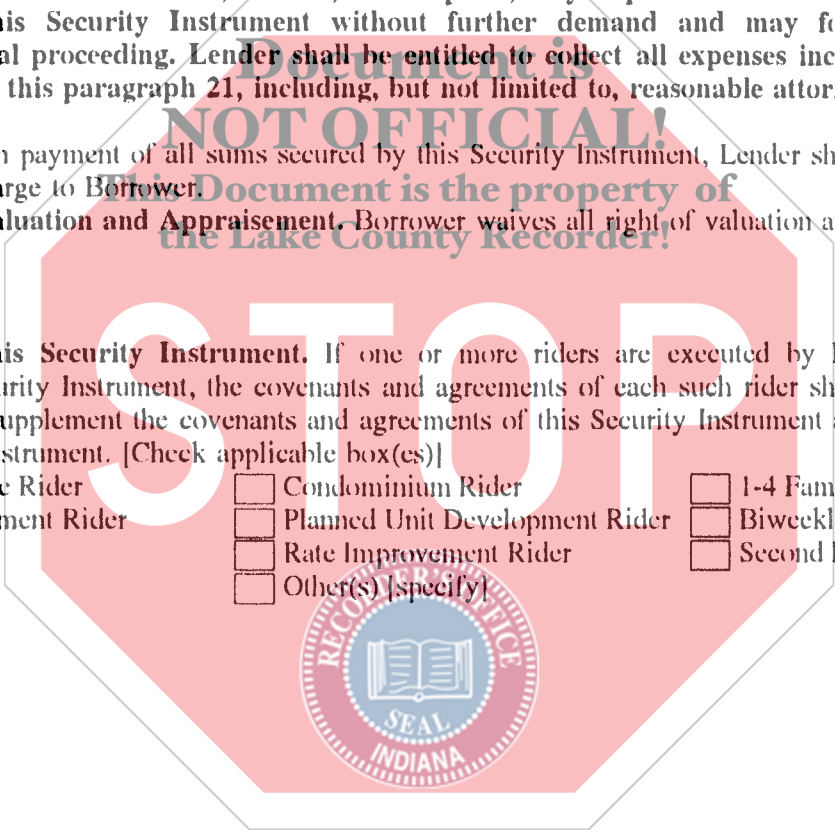 his Security Instrument without further demand and may fo
al proceeding. Lender shall be entitled to collect all expenses inc
this paragraph 21, including, but not limited to, reasonable attor
Document is
NOT OFFICIAL!
This Document is the property of
the Lake County Recorder!
n payment of all sums secured by this Security Instrument, Lender sh
arge to Borrower.
aluation and Appraisement. Borrower waives all right of valuation a
STOP
his Security Instrument. If one or more riders are executed by
urity Instrument, the covenants and agreements of each such rider sh
upplement the covenants and agreements of this Security Instrument
strument. [Check applicable box(es)]
e Rider Condominium Rider 1-4 Fam
ment Rider Planned Unit Development Rider Biweekl
Rate Improvement Rider Second
Other(s) [specify]
RECORDER'S OFFICE
SEAL
INDIANA